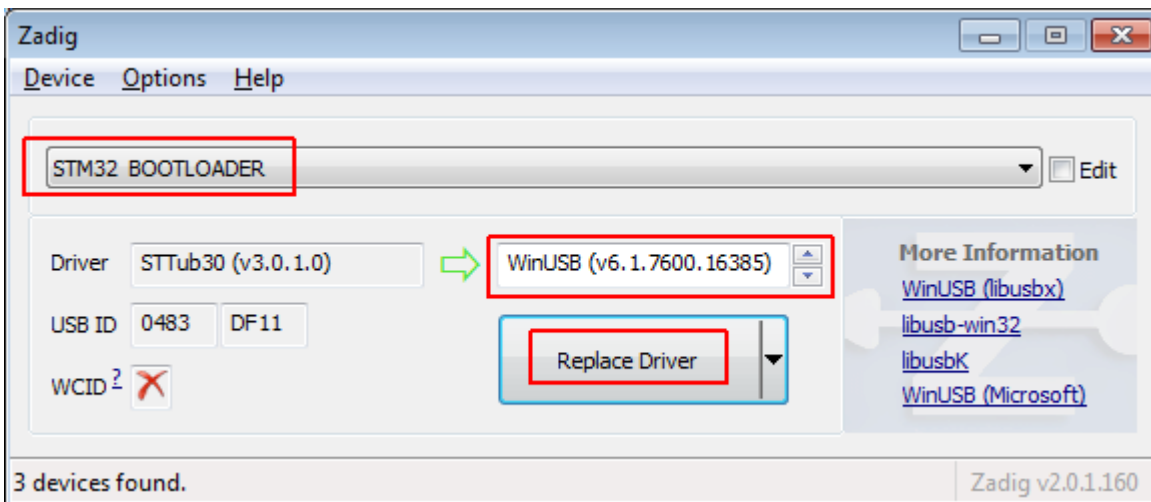 Zadig
Device Options Help
STM32 BOOTLOADER
Edit
Driver STTub30 (v3.0.1.0) WinUSB (v6.1.7600.16385)
USB ID 0483 DF11
WCID ?
Replace Driver
More Information
WinUSB (libusbx)
libusb-win32
libusbK
WinUSB (Microsoft)
3 devices found.
Zadig v2.0.1.160